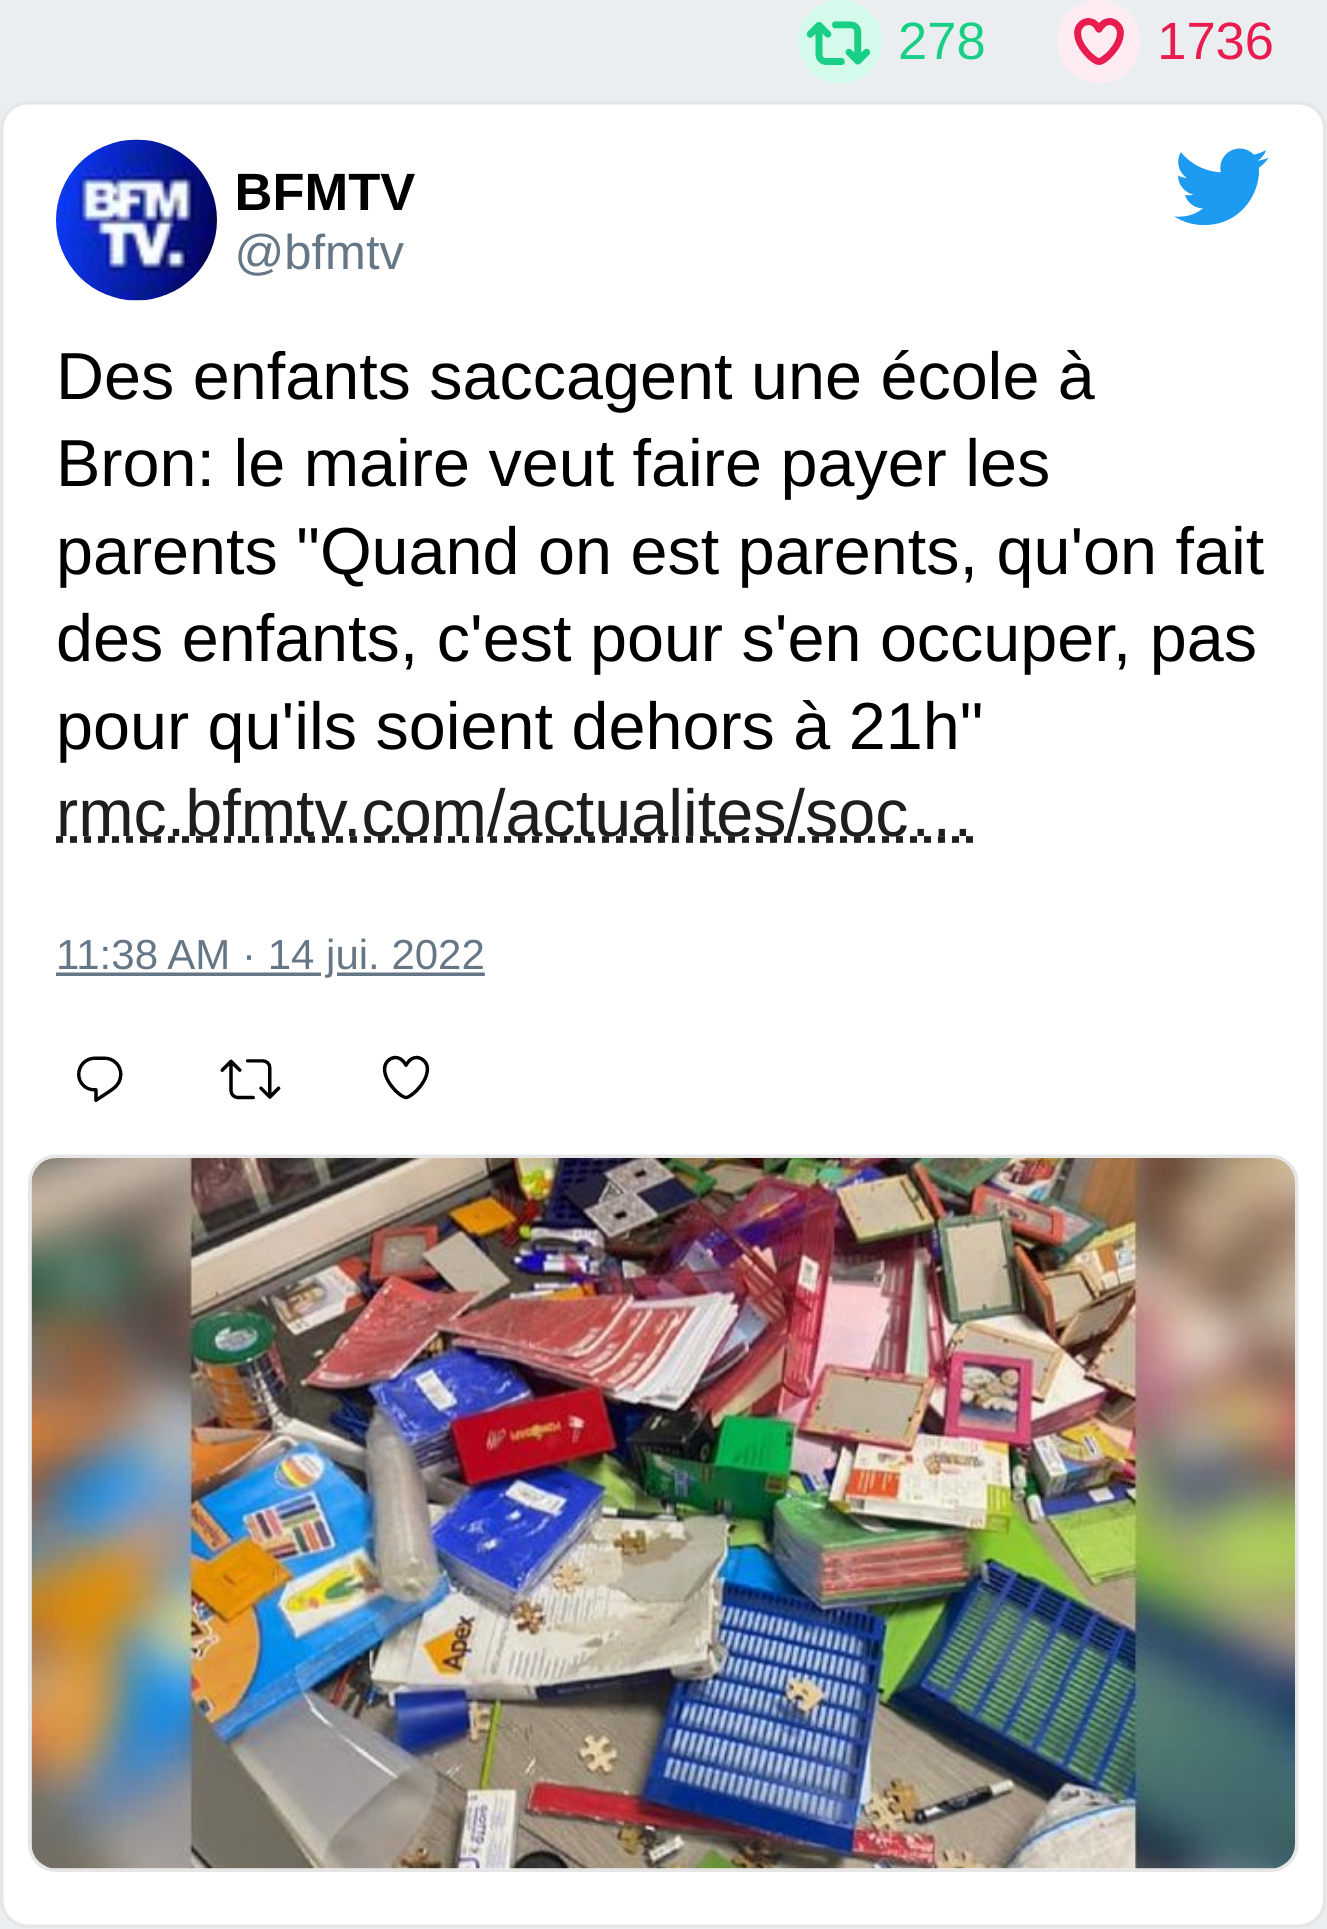 278 1736
BFM
TV.
BFMTV
@bfmtv
Des enfants saccagent une école à
Bron: le maire veut faire payer les
parents "Quand on est parents, qu'on fait
des enfants, c'est pour s'en occuper, pas
pour qu'ils soient dehors à 21h"
rmc.bfmtv.com/actualites/soc…
11:38 AM · 14 jui. 2022
Apex
GIOTTO